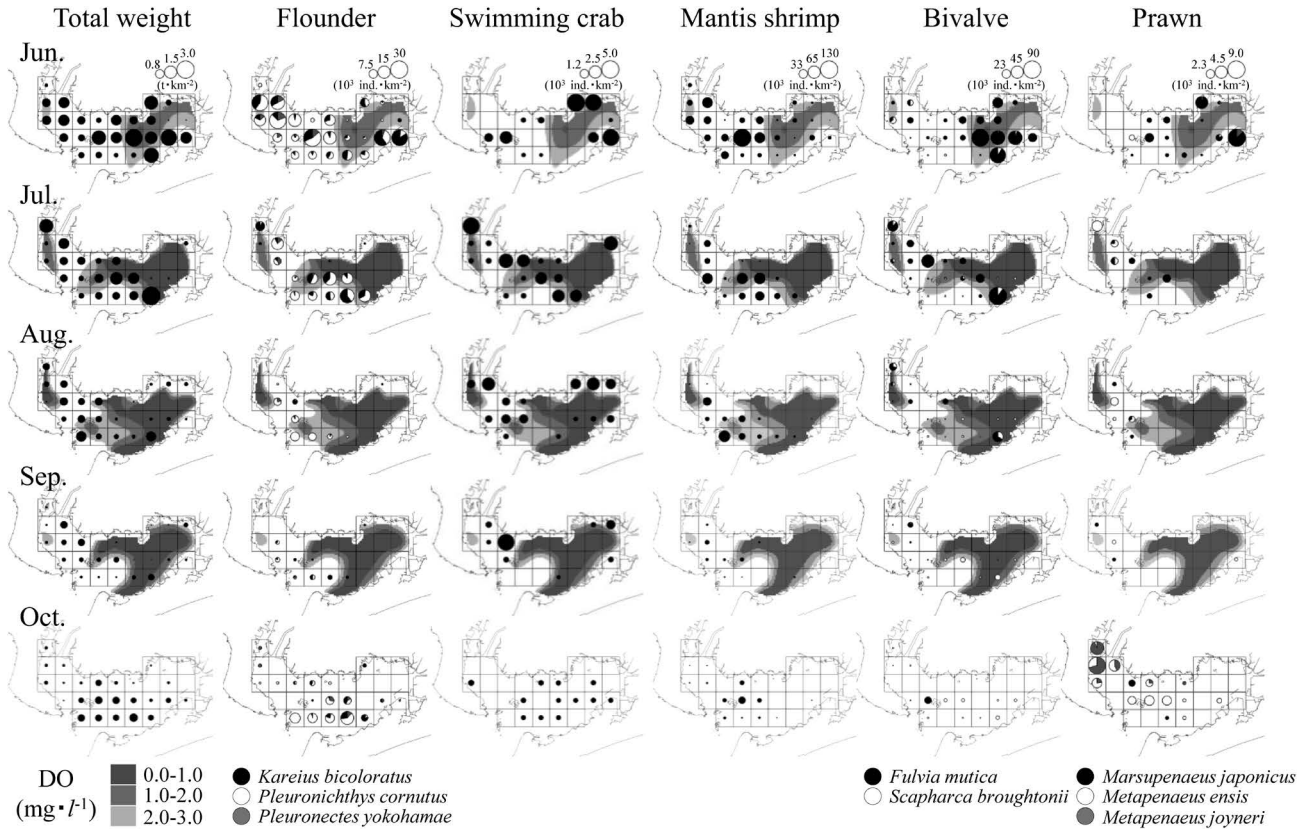 Total weight Flounder Swimming crab Mantis shrimp Bivalve Prawn
Jun.
0.8 1.5 3.0 7.5 15 30 1.2 2.5 5.0 33 65 130 23 45 90 2.3 4.5 9.0
(t・km-2) (10³ ind.・km-2) (10³ ind.・km-2) (10³ ind.・km-2) (10³ ind.・km-2) (10³ ind.・km-2)
Jul.
Aug.
Sep.
Oct.
DO
(mg・l-1)
0.0-1.0
1.0-2.0
2.0-3.0
Kareius bicoloratus
Pleuronichthys cornutus
Pleuronectes yokohamae
Fulvia mutica
Scapharca broughtonii
Marsupenaeus japonicus
Metapenaeus ensis
Metapenaeus joyneri